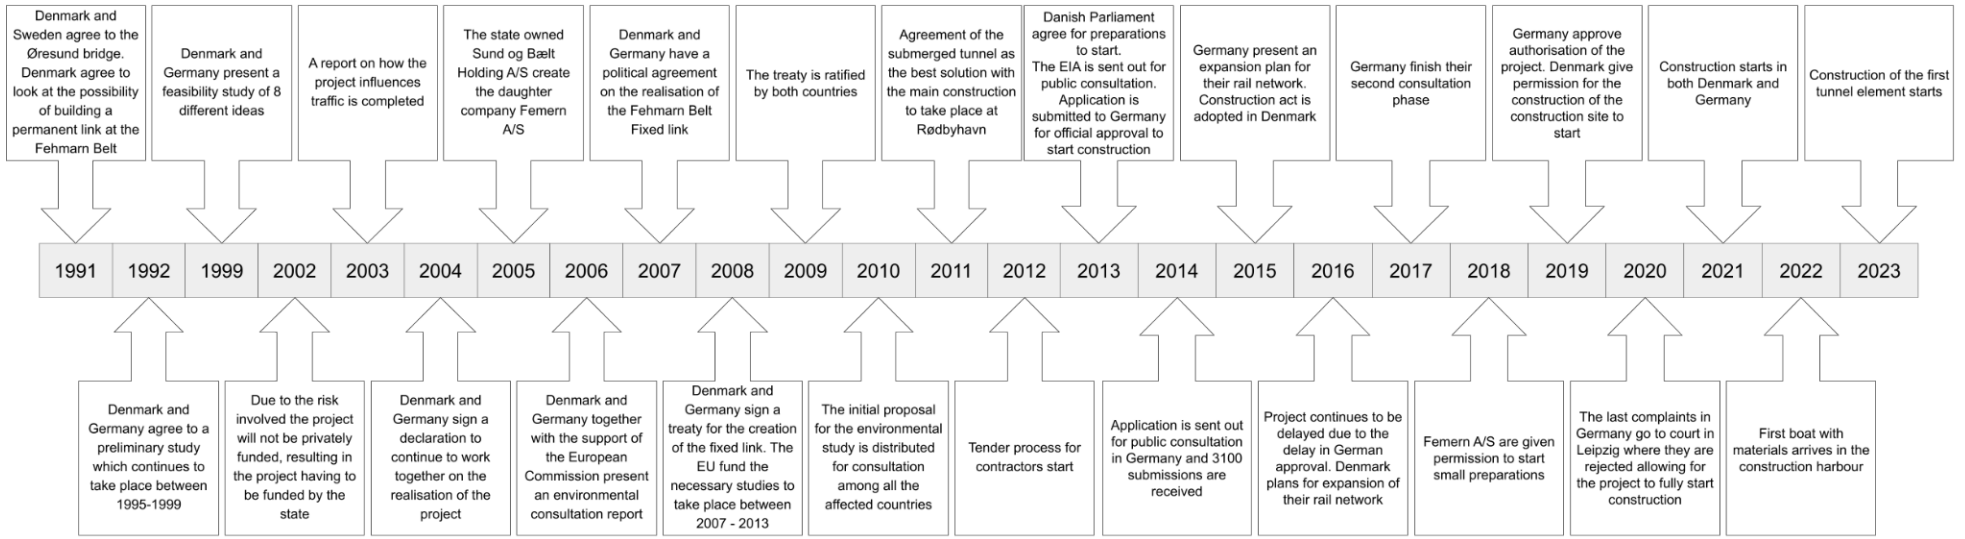 Denmark and
Sweden agree to the
Øresund bridge.
Denmark agree to
look at the possibility
of building a
permanent link at the
Fehmarn Belt
Denmark and
Germany present a
feasibility study of 8
different ideas
A report on how the
project influences
traffic is completed
The state owned
Sund og Bælt
Holding A/S create
the daughter
company Femern
A/S
Denmark and
Germany have a
political agreement
on the realisation of
the Fehmarn Belt
Fixed link
The treaty is ratified
by both countries
Agreement of the
submerged tunnel as
the best solution with
the main construction
to take place at
Rødbyhavn
Danish Parliament
agree for preparations
to start.
The EIA is sent out for
public consultation.
Application is
submitted to Germany
for official approval to
start construction
Germany present an
expansion plan for
their rail network.
Construction act is
adopted in Denmark
Germany finish their
second consultation
phase
Germany approve
authorisation of the
project. Denmark give
permission for the
construction of the
construction site to
start
Construction starts in
both Denmark and
Germany
Construction of the first
tunnel element starts
1991 1992 1999 2002 2003 2004 2005 2006 2007 2008 2009 2010 2011 2012 2013 2014 2015 2016 2017 2018 2019 2020 2021 2022 2023
Denmark and
Germany agree to a
preliminary study
which continues to
take place between
1995-1999
Due to the risk
involved the project
will not be privately
funded, resulting in
the project having to
be funded by the
state
Denmark and
Germany sign a
declaration to
continue to work
together on the
realisation of the
project
Denmark and
Germany together
with the support of
the European
Commission present
an environmental
consultation report
Denmark and
Germany sign a
treaty for the creation
of the fixed link. The
EU fund the
necessary studies to
take place between
2007 - 2013
The initial proposal
for the environmental
study is distributed
for consultation
among all the
affected countries
Tender process for
contractors start
Application is sent out
for public consultation
in Germany and 3100
submissions are
received
Project continues to be
delayed due to the
delay in German
approval. Denmark
plans for expansion of
their rail network
Femern A/S are given
permission to start
small preparations
The last complaints in
Germany go to court in
Leipzig where they are
rejected allowing for
the project to fully start
construction
First boat with
materials arrives in the
construction harbour